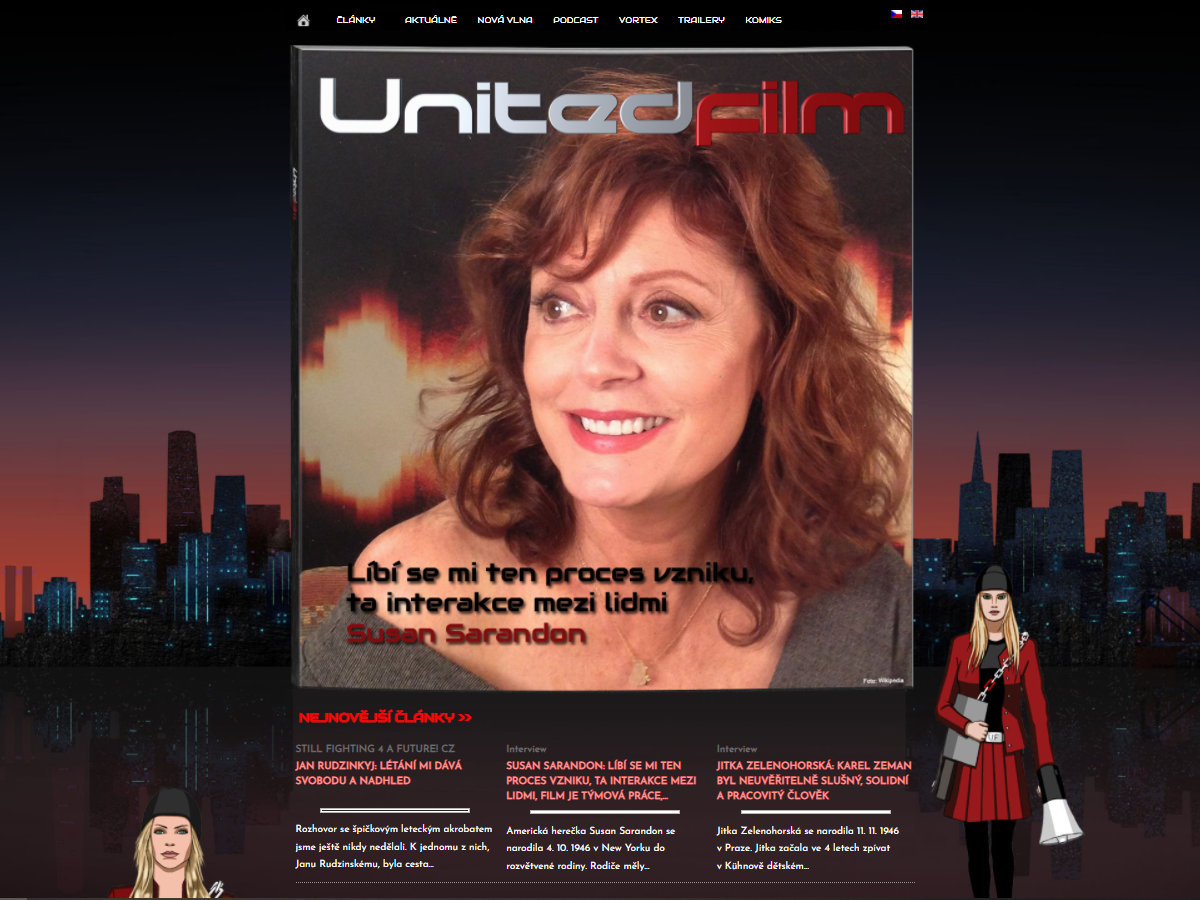 ČLÁNKY AKTUÁLNĚ NOVÁ VLNA PODCAST VORTEX TRAILERY KOMIKS
Unitedfilm
Unitedfilm
Líbí se mi ten proces vzniku,
ta interakce mezi lidmi
Susan Sarandon
Foto: Wikipedia
NEJNOVĚJŠÍ ČLÁNKY >>
STILL FIGHTING 4 A FUTURE! CZ
JAN RUDZINKYJ: LÉTÁNÍ MI DÁVÁ
SVOBODU A NADHLED
Rozhovor se špičkovým leteckým akrobatem
jsme ještě nikdy nedělali. K jednomu z nich,
Janu Rudzinskému, byla cesta...
Interview
SUSAN SARANDON: LÍBÍ SE MI TEN
PROCES VZNIKU, TA INTERAKCE MEZI
LIDMI, FILM JE TÝMOVÁ PRÁCE,...
Americká herečka Susan Sarandon se
narodila 4. 10. 1946 v New Yorku do
rozvětvené rodiny. Rodiče měly...
Interview
JITKA ZELENOHORSKÁ: KAREL ZEMAN
BYL NEUVĚŘITELNĚ SLUŠNÝ, SOLIDNÍ
A PRACOVITÝ ČLOVĚK
Jitka Zelenohorská se narodila 11. 11. 1946
v Praze. Jitka začala ve 4 letech zpívat
v Kühnově dětském...
UF